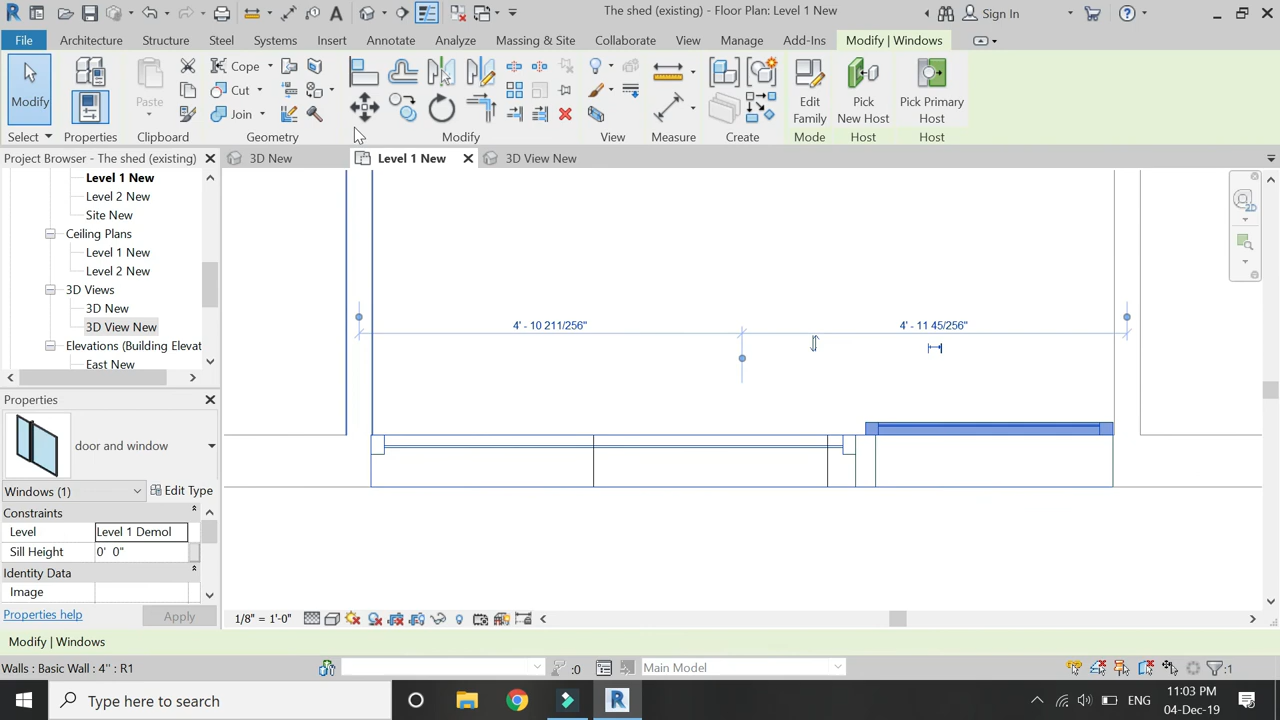 The shed (existing) - Floor Plan: Level 1 New
Sign In
File Architecture Structure Steel Systems Insert Annotate Analyze Massing & Site Collaborate View Manage Add-Ins Modify | Windows
Modify
Paste
Cope
Cut
Join
Edit Family
Pick New Host
Pick Primary Host
Select Properties Clipboard Geometry Modify View Measure Create Mode Host Host
Project Browser - The shed (existing)
3D New
Level 1 New
3D View New
Level 1 New
Level 2 New
Site New
Ceiling Plans
Level 1 New
Level 2 New
3D Views
3D New
3D View New
Elevations (Building Elevat
East New
4' - 10 211/256"
4' - 11 45/256"
Properties
door and window
Windows (1)
Edit Type
Constraints
Level Level 1 Demol
Sill Height 0' 0"
Identity Data
Image
Properties help
Apply
1/8" = 1'-0"
Modify | Windows
Walls : Basic Wall : 4" : R1
:0
Main Model
:1
Type here to search
ENG
11:03 PM
04-Dec-19